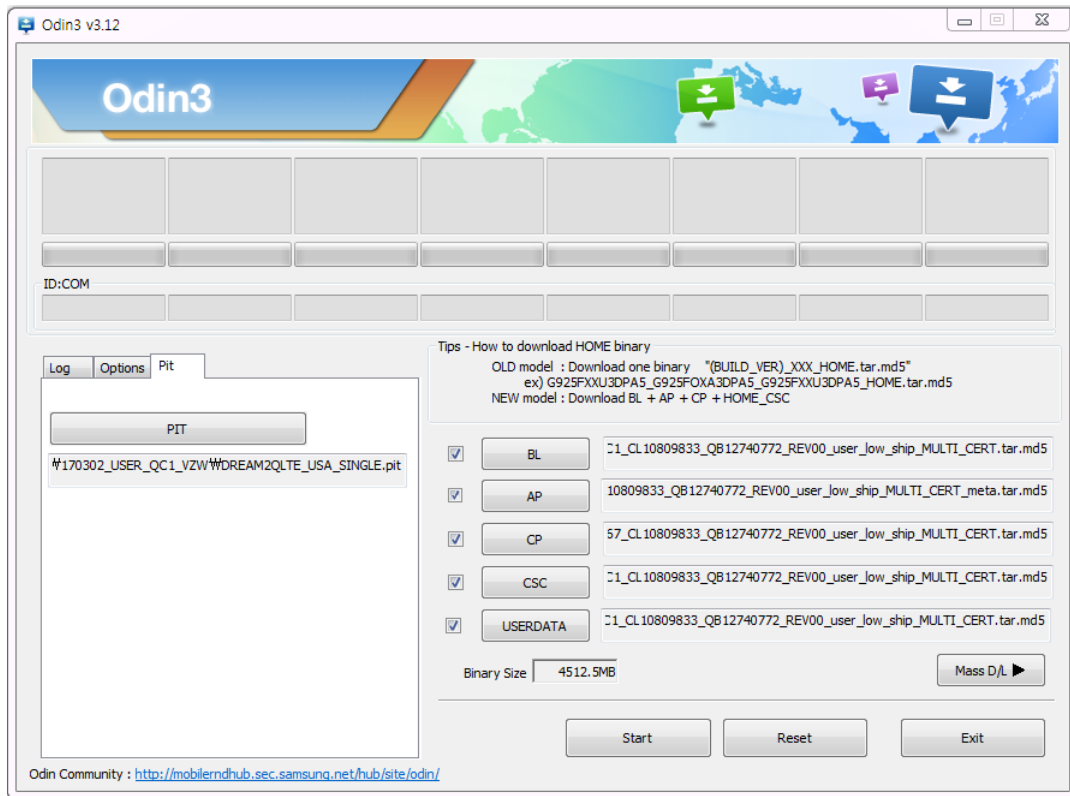 Odin3 v3.12
Odin3
ID:COM
Log Options Pit
PIT
₩170302_USER_QC1_VZW₩DREAM2QLTE_USA_SINGLE.pit
Tips - How to download HOME binary
OLD model : Download one binary "(BUILD_VER)_XXX_HOME.tar.md5"
ex) G925FXXU3DPA5_G925FOXA3DPA5_G925FXXU3DPA5_HOME.tar.md5
NEW model : Download BL + AP + CP + HOME_CSC
BL C1_CL10809833_QB12740772_REV00_user_low_ship_MULTI_CERT.tar.md5
AP 10809833_QB12740772_REV00_user_low_ship_MULTI_CERT_meta.tar.md5
CP 67_CL10809833_QB12740772_REV00_user_low_ship_MULTI_CERT.tar.md5
CSC C1_CL10809833_QB12740772_REV00_user_low_ship_MULTI_CERT.tar.md5
USERDATA C1_CL10809833_QB12740772_REV00_user_low_ship_MULTI_CERT.tar.md5
Binary Size 4512.5MB
Mass D/L
Start Reset Exit
Odin Community : http://mobilerndhub.sec.samsung.net/hub/site/odin/